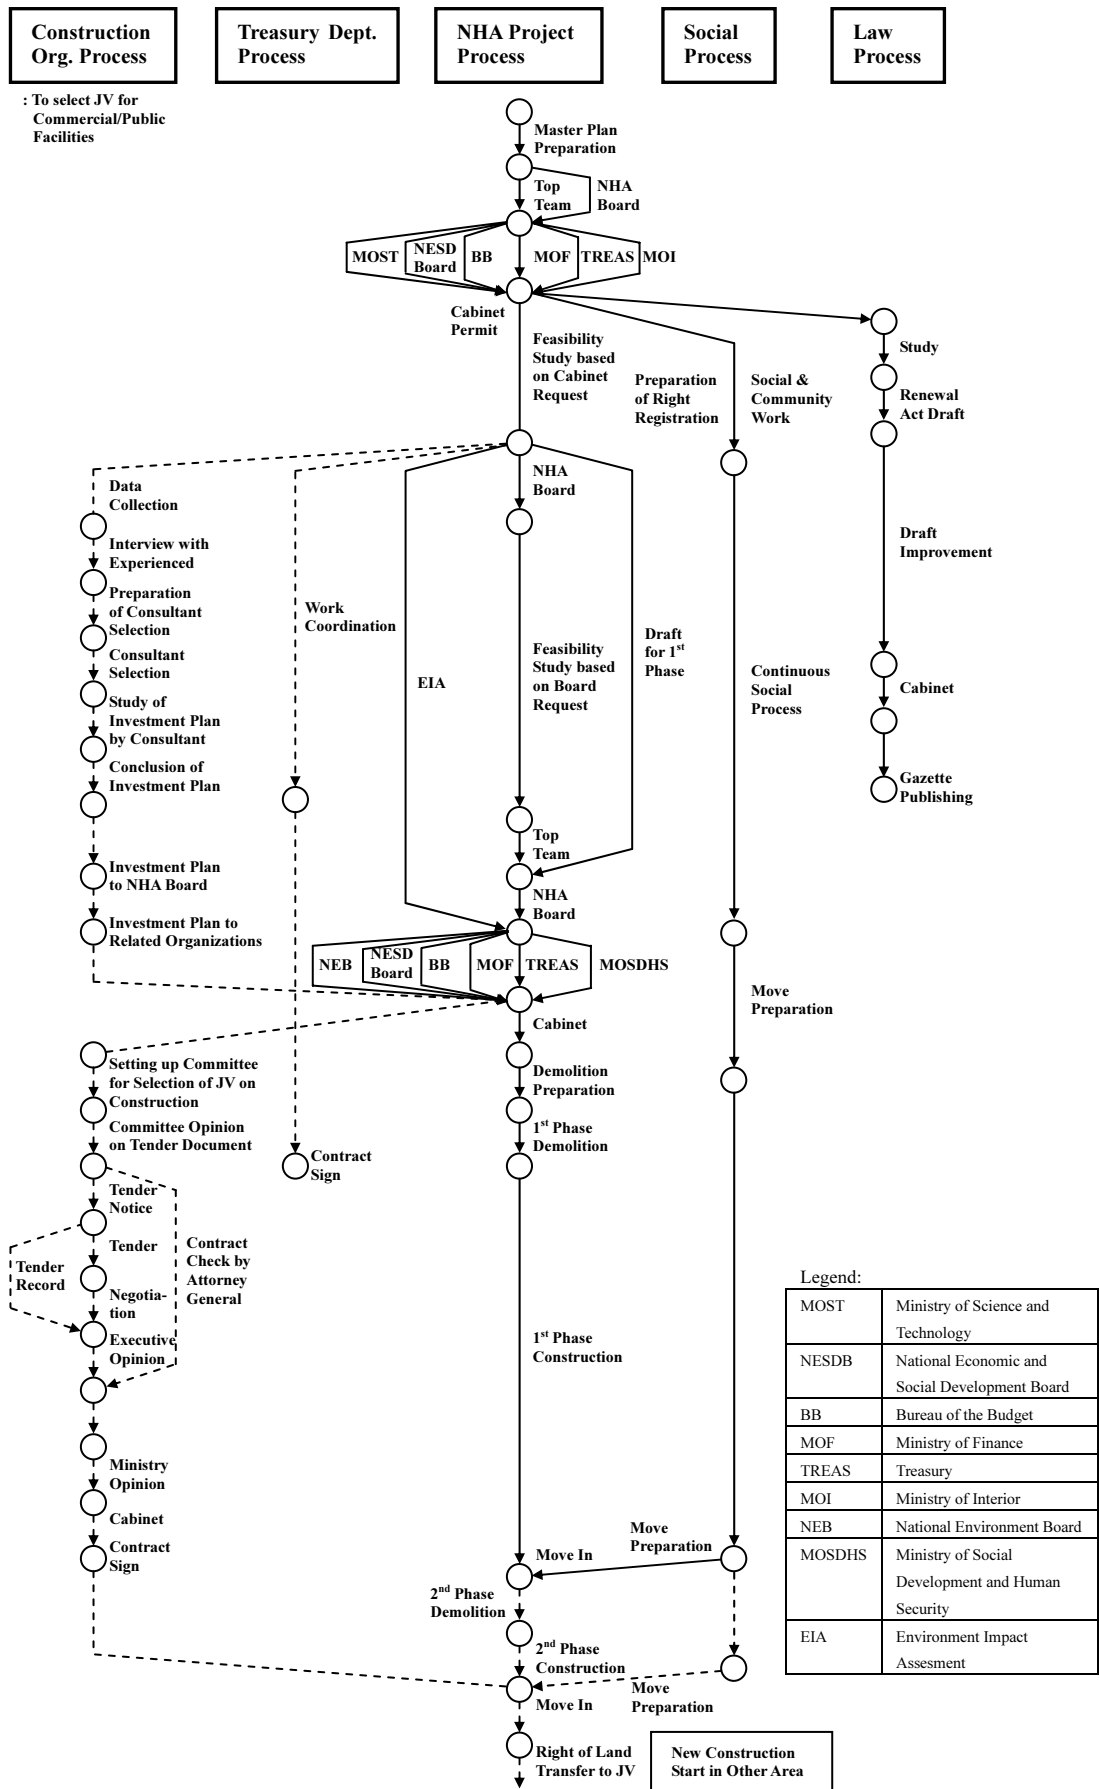 Construction
Org. Process
Treasury Dept.
Process
NHA Project
Process
Social
Process
Law
Process
: To select JV for
Commercial/Public
Facilities
Master Plan
Preparation
Top
Team
NHA
Board
MOST
NESD
Board
BB
MOF
TREAS
MOI
Cabinet
Permit
Feasibility
Study based
on Cabinet
Request
Preparation
of Right
Registration
Social &
Community
Work
Study
Renewal
Act Draft
Draft
Improvement
Cabinet
Gazette
Publishing
Data
Collection
Interview with
Experienced
Preparation
of Consultant
Selection
Consultant
Selection
Study of
Investment Plan
by Consultant
Conclusion of
Investment Plan
Investment Plan
to NHA Board
Investment Plan to
Related Organizations
Work
Coordination
EIA
NHA
Board
Feasibility
Study based
on Board
Request
Draft
for 1st
Phase
Continuous
Social
Process
Top
Team
NHA
Board
NEB
NESD
Board
BB
MOF
TREAS
MOSDHS
Move
Preparation
Cabinet
Demolition
Preparation
1st Phase
Demolition
Setting up Committee
for Selection of JV on
Construction
Committee Opinion
on Tender Document
Contract
Sign
Tender
Notice
Tender
Tender
Record
Contract
Check by
Attorney
General
Negotia-
tion
Executive
Opinion
Ministry
Opinion
Cabinet
Contract
Sign
1st Phase
Construction
Move
Preparation
Move In
2nd Phase
Demolition
2nd Phase
Construction
Move
Preparation
Move In
Right of Land
Transfer to JV
New Construction
Start in Other Area
Legend:
MOST Ministry of Science and
Technology
NESDB National Economic and
Social Development Board
BB Bureau of the Budget
MOF Ministry of Finance
TREAS Treasury
MOI Ministry of Interior
NEB National Environment Board
MOSDHS Ministry of Social
Development and Human
Security
EIA Environment Impact
Assesment